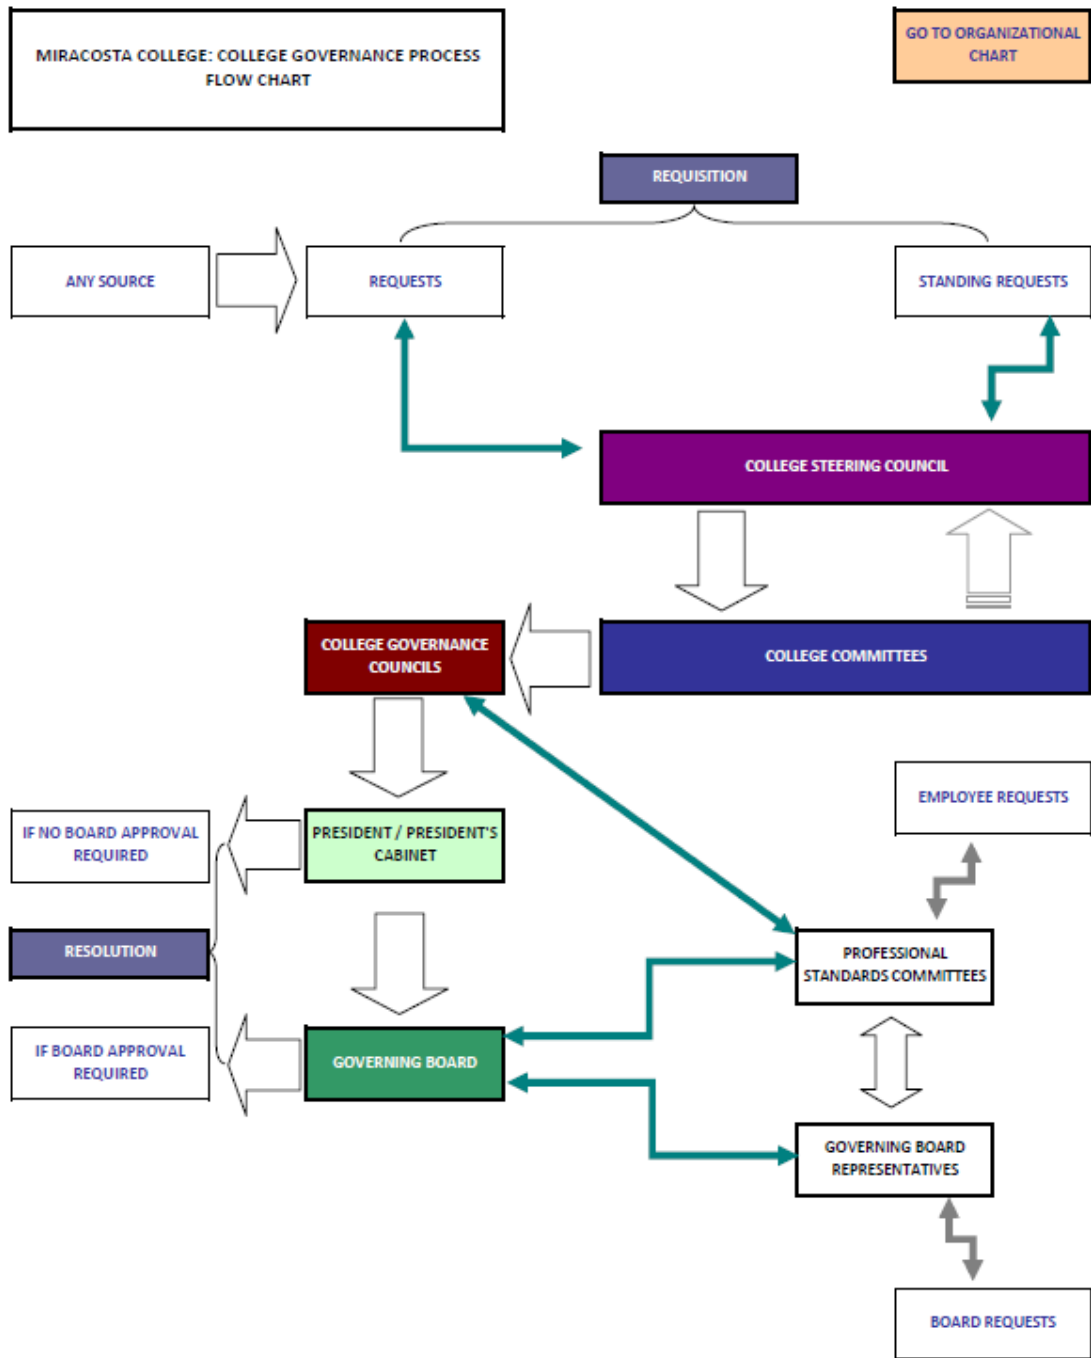 MIRACOSTA COLLEGE: COLLEGE GOVERNANCE PROCESS
FLOW CHART
GO TO ORGANIZATIONAL
CHART
REQUISITION
ANY SOURCE
REQUESTS
STANDING REQUESTS
COLLEGE STEERING COUNCIL
COLLEGE GOVERNANCE
COUNCILS
COLLEGE COMMITTEES
EMPLOYEE REQUESTS
IF NO BOARD APPROVAL
REQUIRED
PRESIDENT / PRESIDENT'S
CABINET
RESOLUTION
PROFESSIONAL
STANDARDS COMMITTEES
IF BOARD APPROVAL
REQUIRED
GOVERNING BOARD
GOVERNING BOARD
REPRESENTATIVES
BOARD REQUESTS